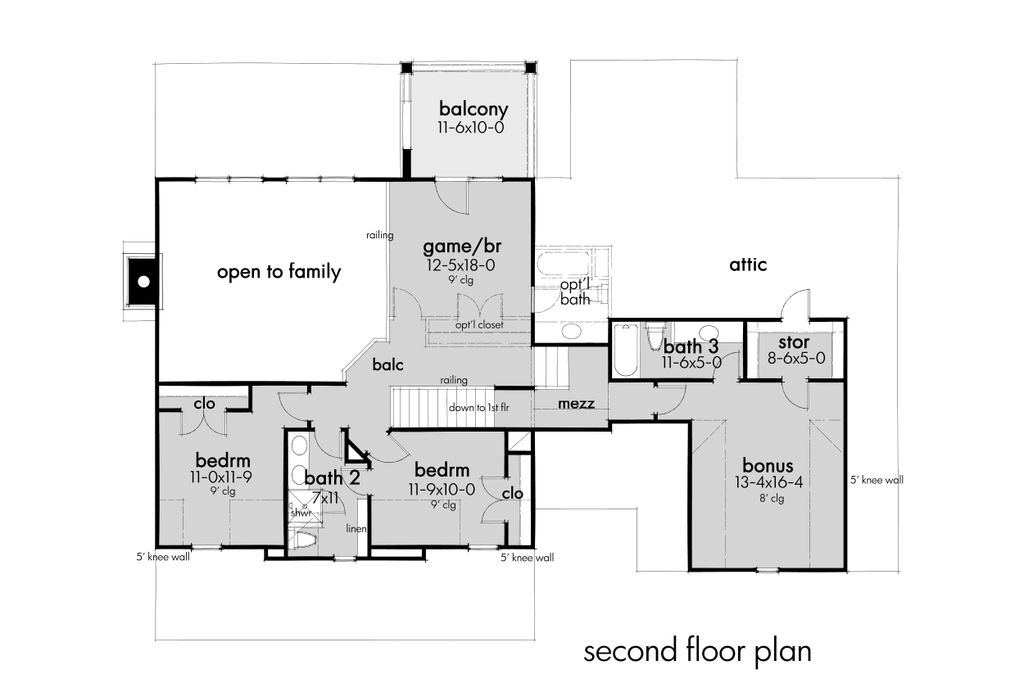 balcony
11-6x10-0
railing
game/br
12-5x18-0
9' clg
open to family
attic
opt'l
bath
opt'l closet
bath 3
11-6x5-0
stor
8-6x5-0
balc
railing
clo
down to 1st flr
mezz
bedrm
11-0x11-9
9' clg
bath 2
7x11
shwr
linen
bedrm
11-9x10-0
9' clg
clo
bonus
13-4x16-4
8' clg
5' knee wall
5' knee wall
5' knee wall
second floor plan